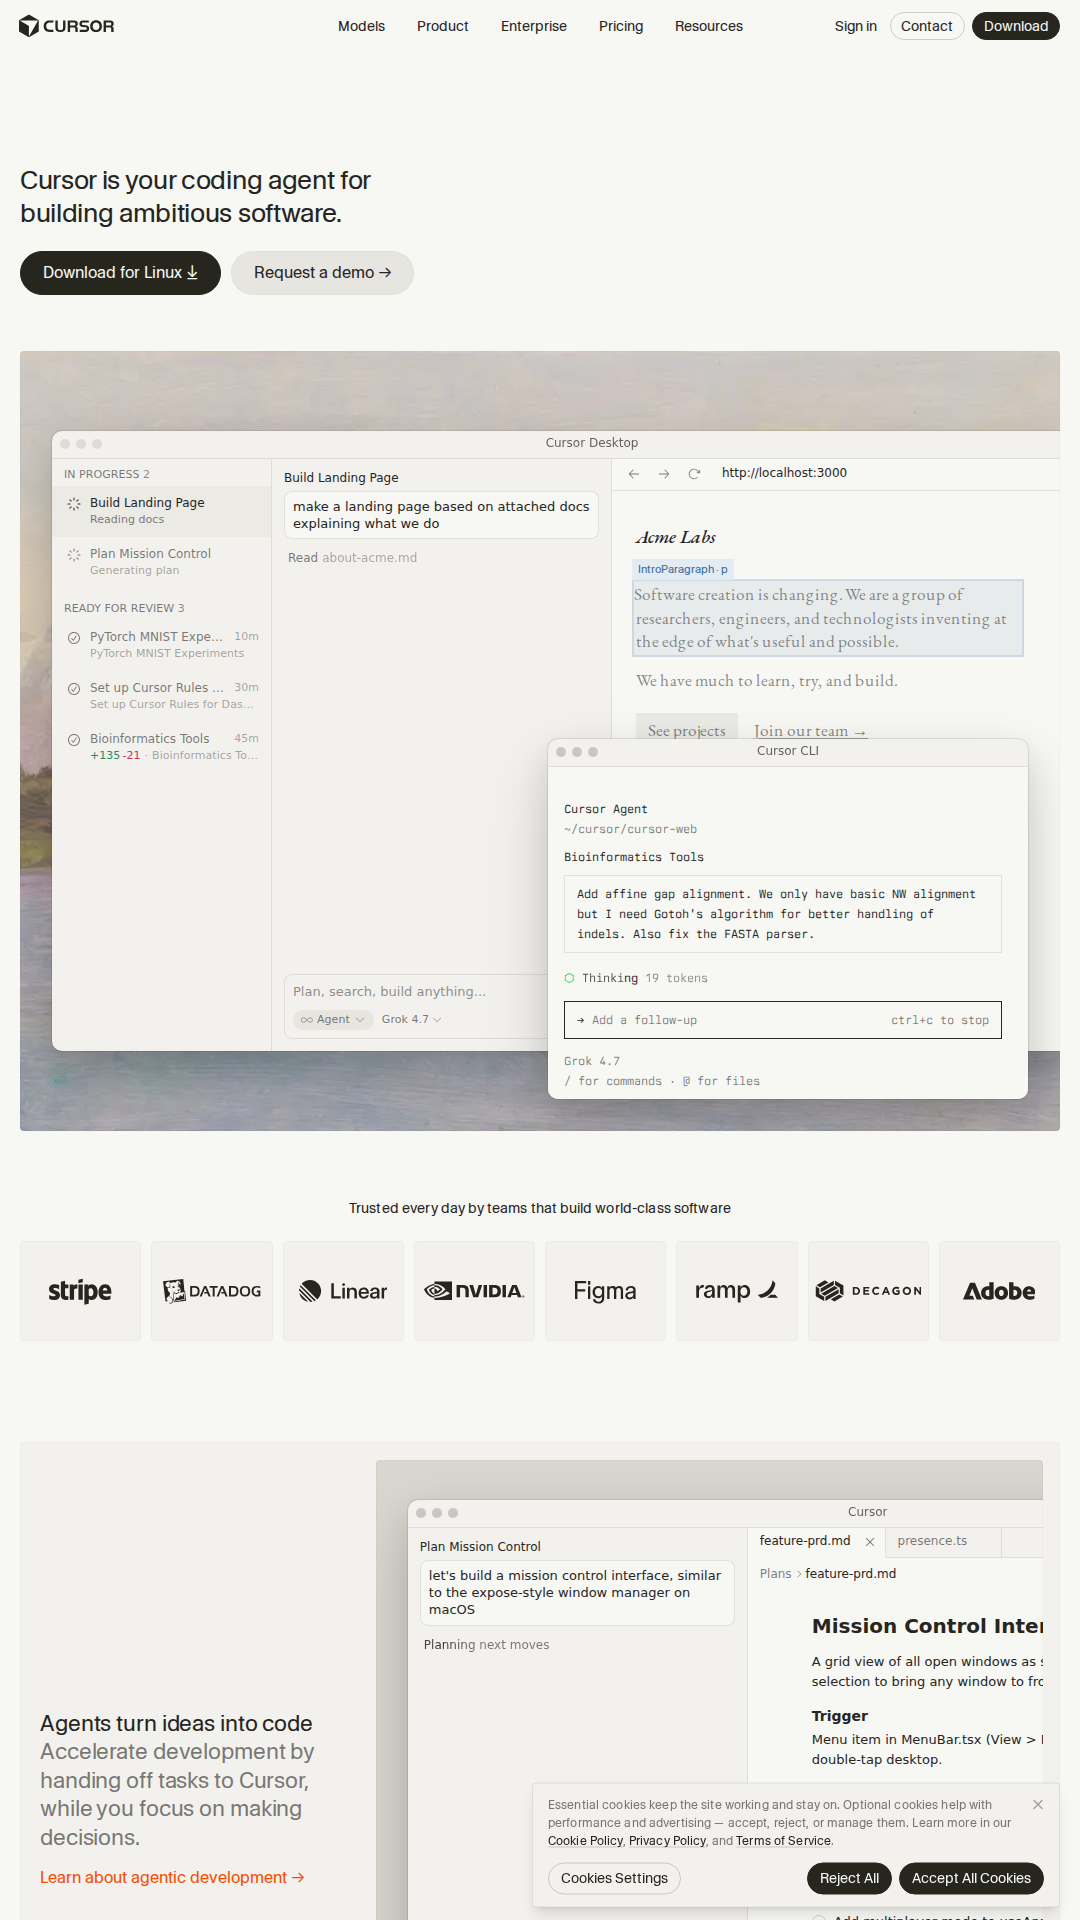 CURSOR
Models
Product
Enterprise
Pricing
Resources
Sign in
Contact
Download
Cursor is your coding agent for
building ambitious software.
Download for Linux ↓
Request a demo →
Cursor Desktop
IN PROGRESS 2
Build Landing Page
Reading docs
Plan Mission Control
Generating plan
READY FOR REVIEW 3
PyTorch MNIST Expe... 10m
PyTorch MNIST Experiments
Set up Cursor Rules ... 30m
Set up Cursor Rules for Das...
Bioinformatics Tools 45m
+135 -21 · Bioinformatics To...
Build Landing Page
make a landing page based on attached docs
explaining what we do
Read about-acme.md
Plan, search, build anything...
Agent
Grok 4.7
http://localhost:3000
Acme Labs
IntroParagraph · p
Software creation is changing. We are a group of
researchers, engineers, and technologists inventing at
the edge of what's useful and possible.
We have much to learn, try, and build.
See projects
Join our team →
Cursor CLI
Cursor Agent
~/cursor/cursor-web
Bioinformatics Tools
Add affine gap alignment. We only have basic NW alignment
but I need Gotoh's algorithm for better handling of
indels. Also fix the FASTA parser.
Thinking 19 tokens
→ Add a follow-up ctrl+c to stop
Grok 4.7
/ for commands · @ for files
Trusted every day by teams that build world-class software
stripe
DATADOG
Linear
NVIDIA.
Figma
ramp
DECAGON
Adobe
Agents turn ideas into code
Accelerate development by
handing off tasks to Cursor,
while you focus on making
decisions.
Learn about agentic development →
Cursor
Plan Mission Control
let's build a mission control interface, similar
to the expose-style window manager on
macOS
Planning next moves
feature-prd.md
presence.ts
Plans > feature-prd.md
Mission Control Inter
A grid view of all open windows as s
selection to bring any window to fro
Trigger
Menu item in MenuBar.tsx (View >
double-tap desktop.
Essential cookies keep the site working and stay on. Optional cookies help with
performance and advertising — accept, reject, or manage them. Learn more in our
Cookie Policy, Privacy Policy, and Terms of Service.
Cookies Settings
Reject All
Accept All Cookies